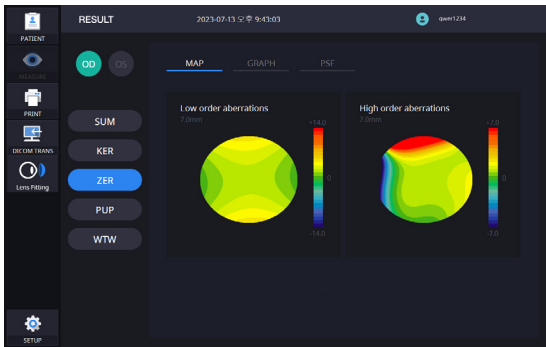 RESULT
2023-07-13 오후 9:43:03
qwer1234
PATIENT
MEASURE
PRINT
DICOM TRANS
Lens Fitting
SETUP
OD
OS
SUM
KER
ZER
PUP
WTW
MAP
GRAPH
PSF
Low order aberrations
7.0mm
+14.0
0
-14.0
High order aberrations
7.0mm
+7.0
0
-7.0